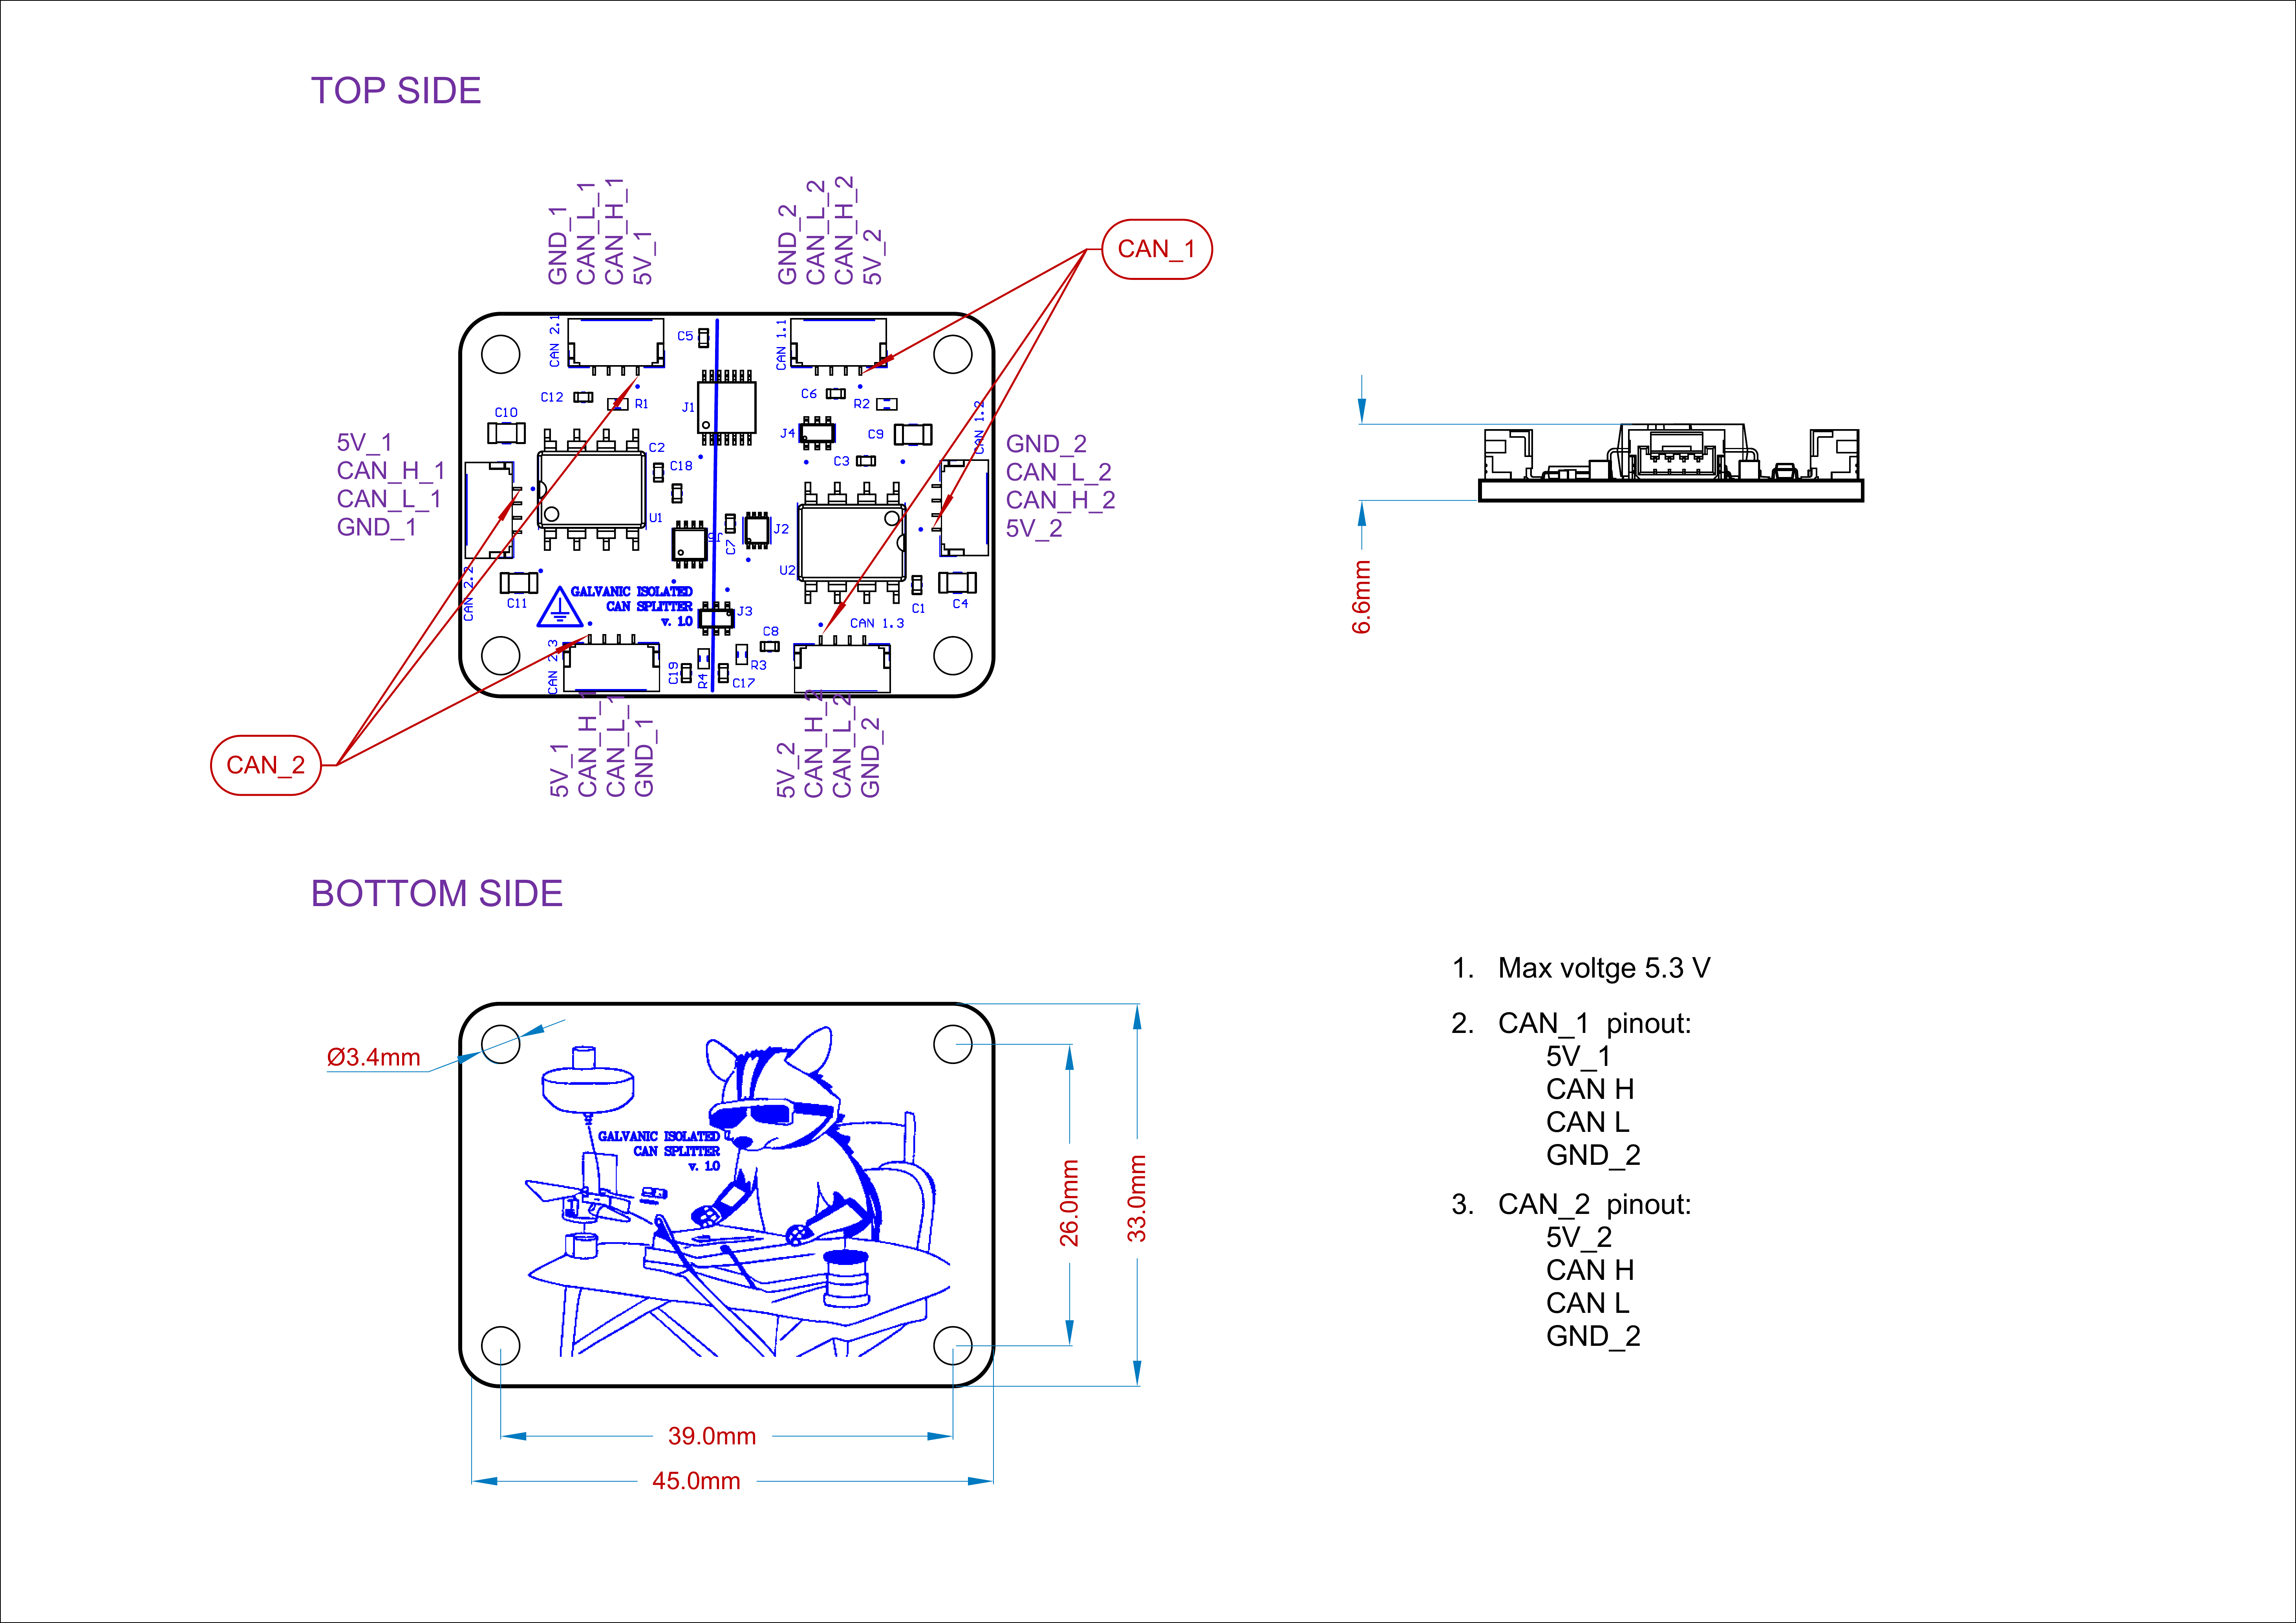 TOP SIDE
GND_1
CAN_L_1
CAN_H_1
5V_1
GND_2
CAN_L_2
CAN_H_2
5V_2
CAN_1
CAN 2.1
C5
CAN 1.1
C12
R1
J1
C6
R2
CAN 1.2
C10
J4
C9
5V_1
CAN_H_1
CAN_L_1
GND_1
C2
C18
C3
GND_2
CAN_L_2
CAN_H_2
5V_2
U1
C7
J2
U2
CAN 2.2
C11
GALVANIC ISOLATED
CAN SPLITTER
v. 1.0
J3
C1
C4
CAN 1.3
CAN 2.3
C8
C19
R4
R3
C17
5V_1
CAN_H_1
CAN_L_1
GND_1
5V_2
CAN_H_2
CAN_L_2
GND_2
CAN_2
6.6mm
BOTTOM SIDE
Ø3.4mm
GALVANIC ISOLATED
CAN SPLITTER
v. 1.0
26.0mm
33.0mm
39.0mm
45.0mm
1. Max voltge 5.3 V
2. CAN_1 pinout:
5V_1
CAN H
CAN L
GND_2
3. CAN_2 pinout:
5V_2
CAN H
CAN L
GND_2